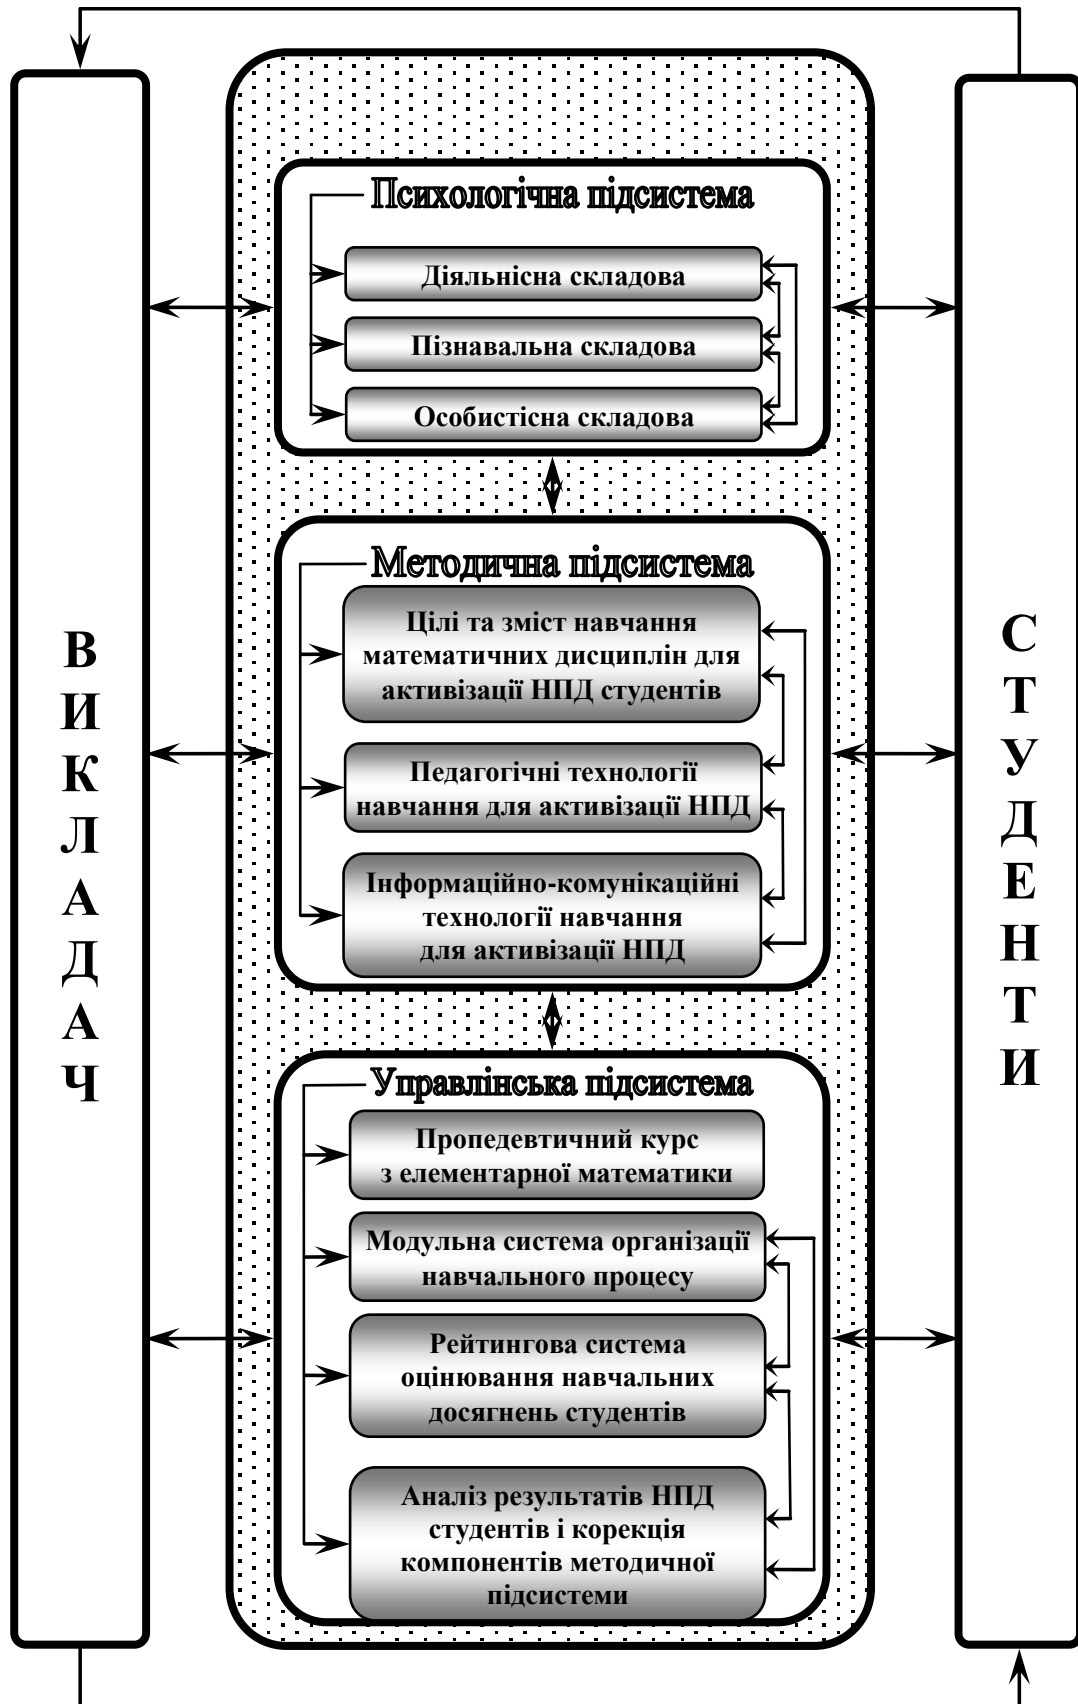 ВИКЛАДА�ч
Психологічна підсистема
Діяльнісна складова
Пізнавальна складова
Особистісна складова
Методична підсистема
Цілі та зміст навчання
математичних дисциплін для
активізації НПД студентів
Педагогічні технології
навчання для активізації НПД
Інформаційно-комунікаційні
технології навчання
для активізації НПД
Управлінська підсистема
Пропедевтичний курс
з елементарної математики
Модульна система організації
навчального процесу
Рейтингова система
оцінювання навчальних
досягнень студентів
Аналіз результатів НПД
студентів і корекція
компонентів методичної
підсистеми
СТУДЕНТИ